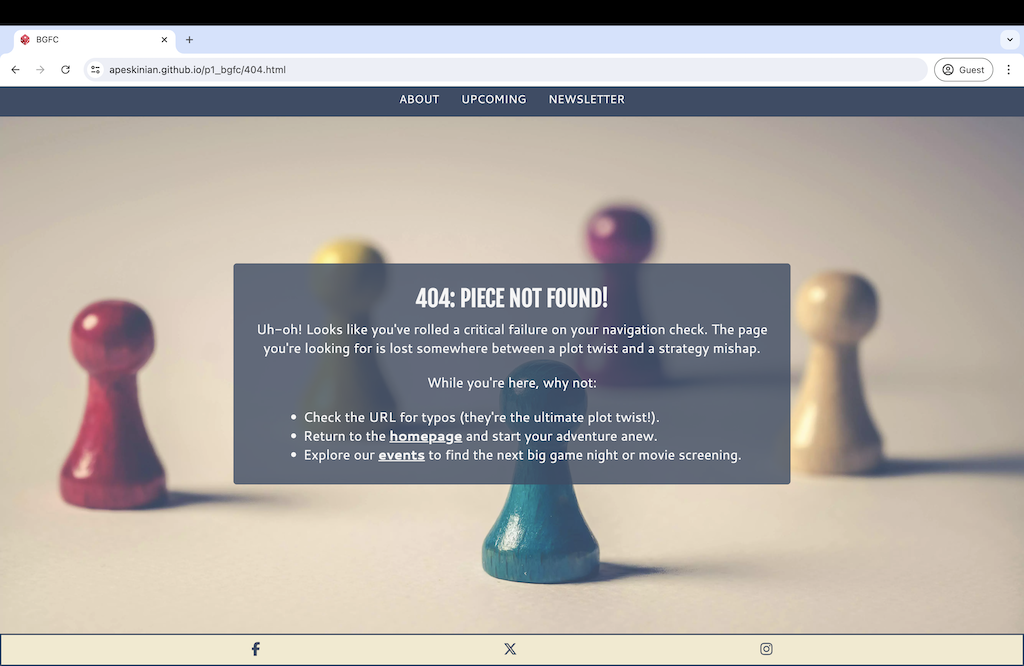 BGFC
apeskinian.github.io/p1_bgfc/404.html
Guest
ABOUT UPCOMING NEWSLETTER
404: PIECE NOT FOUND!
Uh-oh! Looks like you've rolled a critical failure on your navigation check. The page
you're looking for is lost somewhere between a plot twist and a strategy mishap.
While you're here, why not:
• Check the URL for typos (they're the ultimate plot twist!).
• Return to the homepage and start your adventure anew.
• Explore our events to find the next big game night or movie screening.